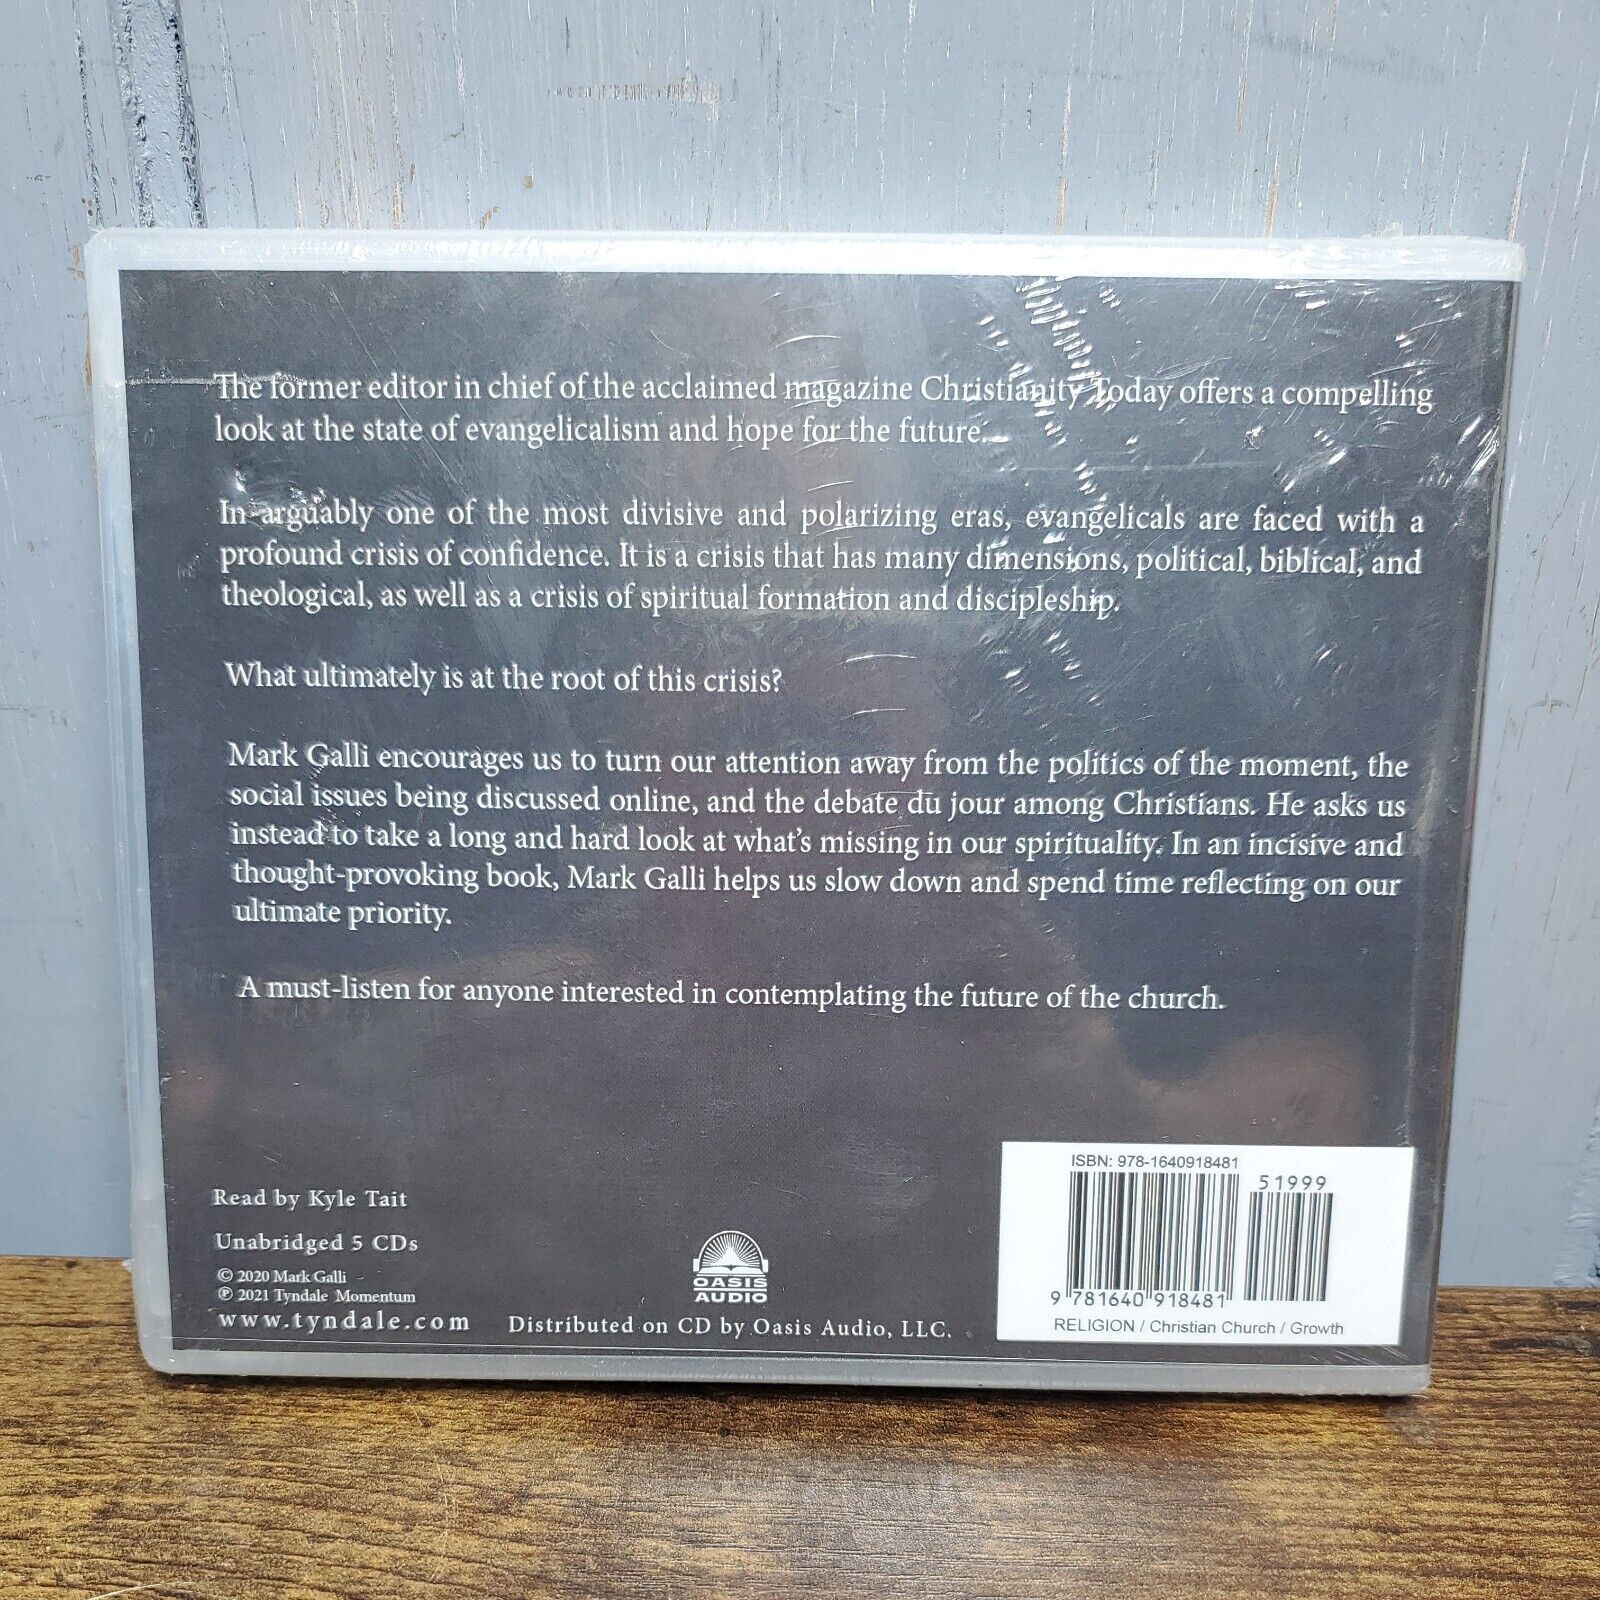 The former editor in chief of the acclaimed magazine Christianity Today offers a compelling
look at the state of evangelicalism and hope for the future.
In arguably one of the most divisive and polarizing eras, evangelicals are faced with a
profound crisis of confidence. It is a crisis that has many dimensions, political, biblical, and
theological, as well as a crisis of spiritual formation and discipleship.
What ultimately is at the root of this crisis?
Mark Galli encourages us to turn our attention away from the politics of the moment, the
social issues being discussed online, and the debate du jour among Christians. He asks us
instead to take a long and hard look at what's missing in our spirituality. In an incisive and
thought-provoking book, Mark Galli helps us slow down and spend time reflecting on our
ultimate priority.
A must-listen for anyone interested in contemplating the future of the church.
Read by Kyle Tait
Unabridged 5 CDs
© 2020 Mark Galli
℗ 2021 Tyndale Momentum
www.tyndale.com
OASIS
AUDIO
Distributed on CD by Oasis Audio, LLC.
ISBN: 978-1640918481
51999
9 781640 918481
RELIGION / Christian Church / Growth